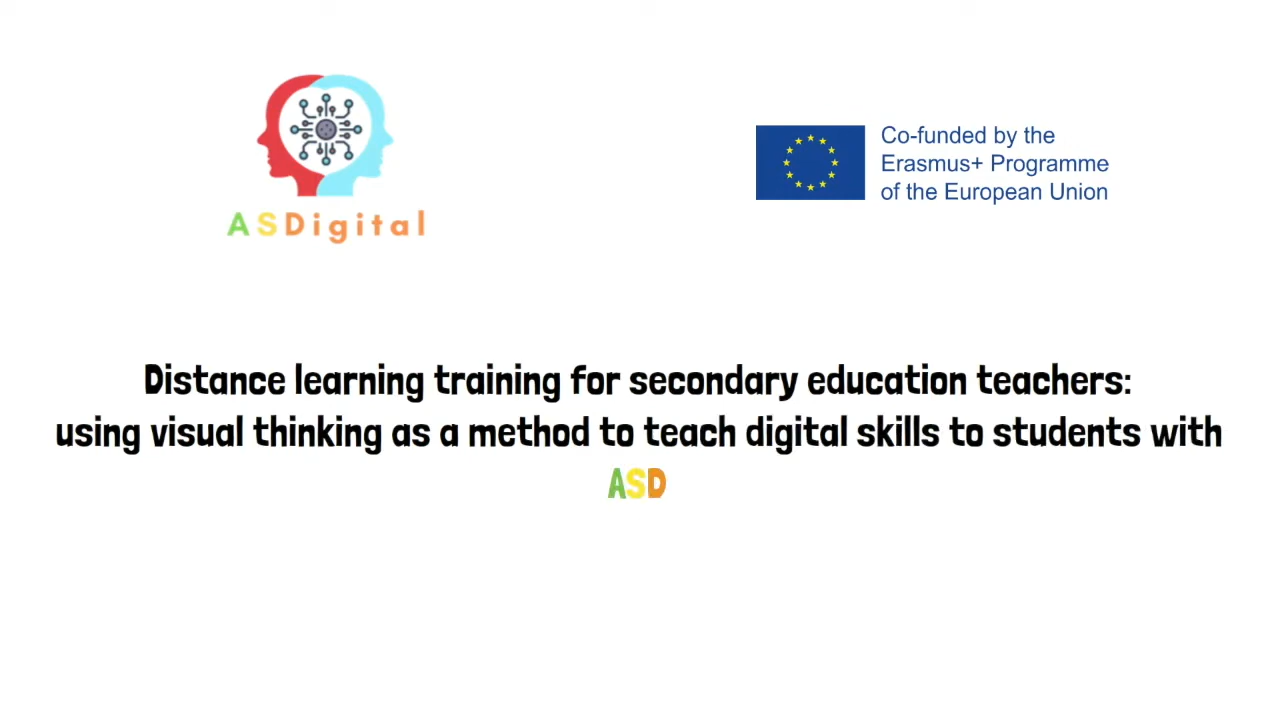 ASDigital
Co-funded by the
Erasmus+ Programme
of the European Union
Distance learning training for secondary education teachers:
using visual thinking as a method to teach digital skills to students with
ASD